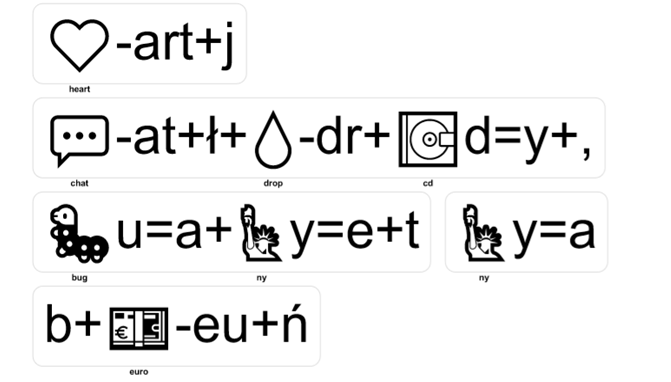 -art+j
heart
-at+ł+-dr+d=y+,
chat drop cd
u=a+y=e+t y=a
bug ny ny
b+-eu+ń
euro